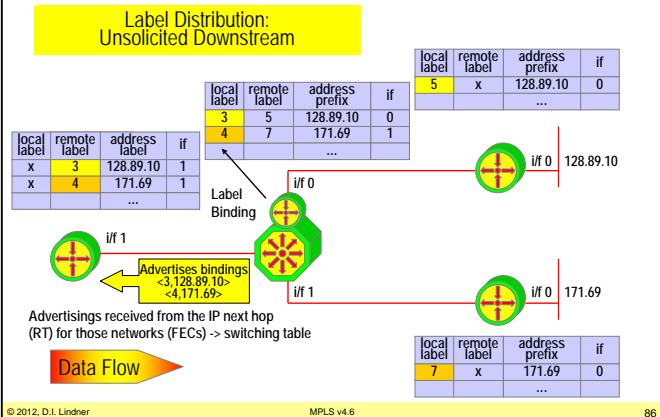 Label Distribution:
Unsolicited Downstream
local label remote label address prefix if
5 x 128.89.10 0
...
local label remote label address prefix if
3 5 128.89.10 0
4 7 171.69 1
...
local label remote label address label if
x 3 128.89.10 1
x 4 171.69 1
...
Label
Binding
i/f 0
i/f 0 128.89.10
i/f 1
Advertises bindings
<3,128.89.10>
<4,171.69>
i/f 1
i/f 0 171.69
Advertisings received from the IP next hop
(RT) for those networks (FECs) -> switching table
Data Flow
local label remote label address prefix if
7 x 171.69 0
...
© 2012, D.I. Lindner MPLS v4.6 86